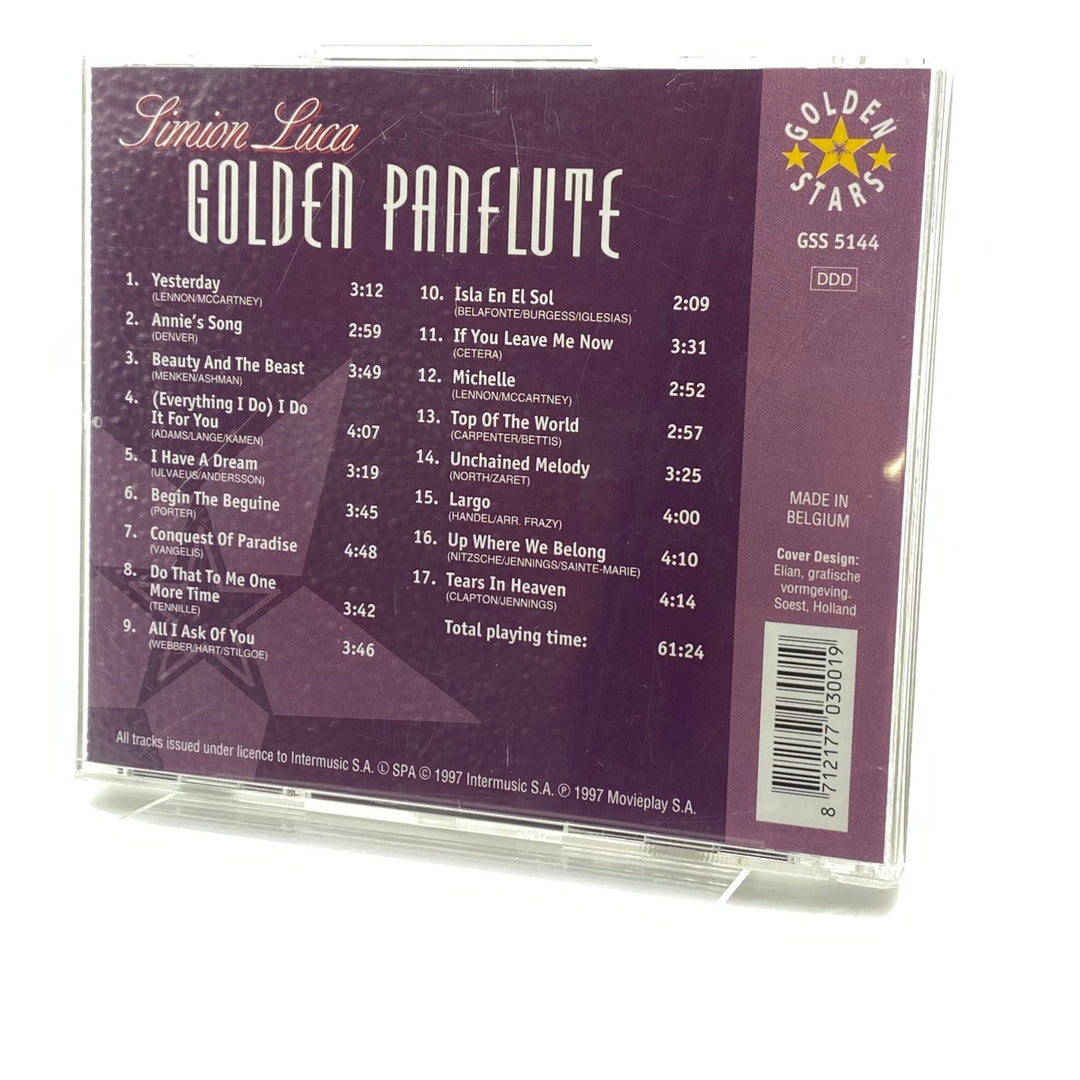 Simion Luca
GOLDEN PANFLUTE
1. Yesterday 3:12
(LENNON/MCCARTNEY)
2. Annie's Song 2:59
(DENVER)
3. Beauty And The Beast 3:49
(MENKEN/ASHMAN)
4. (Everything I Do) I Do
It For You 4:07
(ADAMS/LANGE/KAMEN)
5. I Have A Dream 3:19
(ULVAEUS/ANDERSSON)
6. Begin The Beguine 3:45
(PORTER)
7. Conquest Of Paradise 4:48
(VANGELIS)
8. Do That To Me One
More Time 3:42
(TENNILLE)
9. All I Ask Of You 3:46
(WEBBER/HART/STILGOE)
10. Isla En El Sol 2:09
(BELAFONTE/BURGESS/IGLESIAS)
11. If You Leave Me Now 3:31
(CETERA)
12. Michelle 2:52
(LENNON/MCCARTNEY)
13. Top Of The World 2:57
(CARPENTER/BETTIS)
14. Unchained Melody 3:25
(NORTH/ZARET)
15. Largo 4:00
(HANDEL/ARR. FRAZY)
16. Up Where We Belong 4:10
(NITZSCHE/JENNINGS/SAINTE-MARIE)
17. Tears In Heaven 4:14
(CLAPTON/JENNINGS)
Total playing time: 61:24
All tracks issued under licence to Intermusic S.A. Ⓛ SPA © 1997 Intermusic S.A. ℗ 1997 Movieplay S.A.
GOLDEN
STARS
GSS 5144
DDD
MADE IN
BELGIUM
Cover Design:
Elian, grafische
vormgeving.
Soest, Holland
8 712177 030019